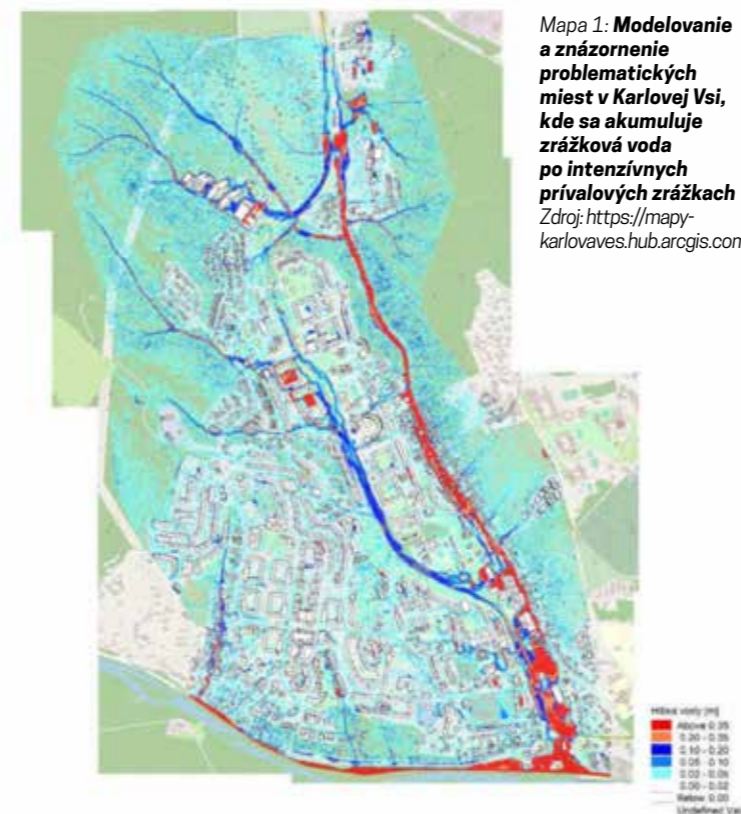 Mapa 1: Modelovanie
a znázornenie
problematických
miest v Karlovej Vsi,
kde sa akumuluje
zrážková voda
po intenzívnych
prívalových zrážkach
Zdroj: https://mapy-
karlovaves.hub.arcgis.com
Hĺbka vody [m]
Above 0.35
0.20 - 0.35
0.10 - 0.20
0.05 - 0.10
0.02 - 0.05
0.00 - 0.02
Below 0.00
Undefined Val